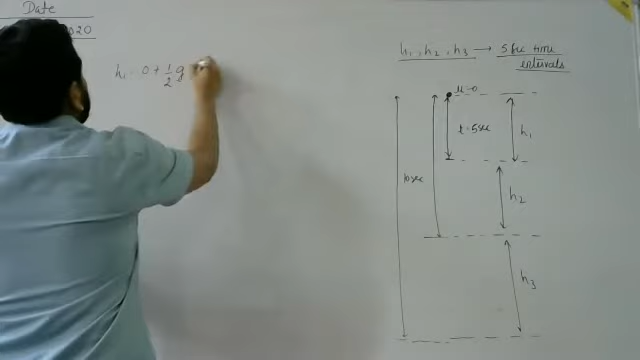 Date
2020
h₁ = 0 + 1/2 g
h₁, h₂, h₃ → 5 sec time
intervals
u=0
t=5sec
h₁
10sec
h₂
h₃